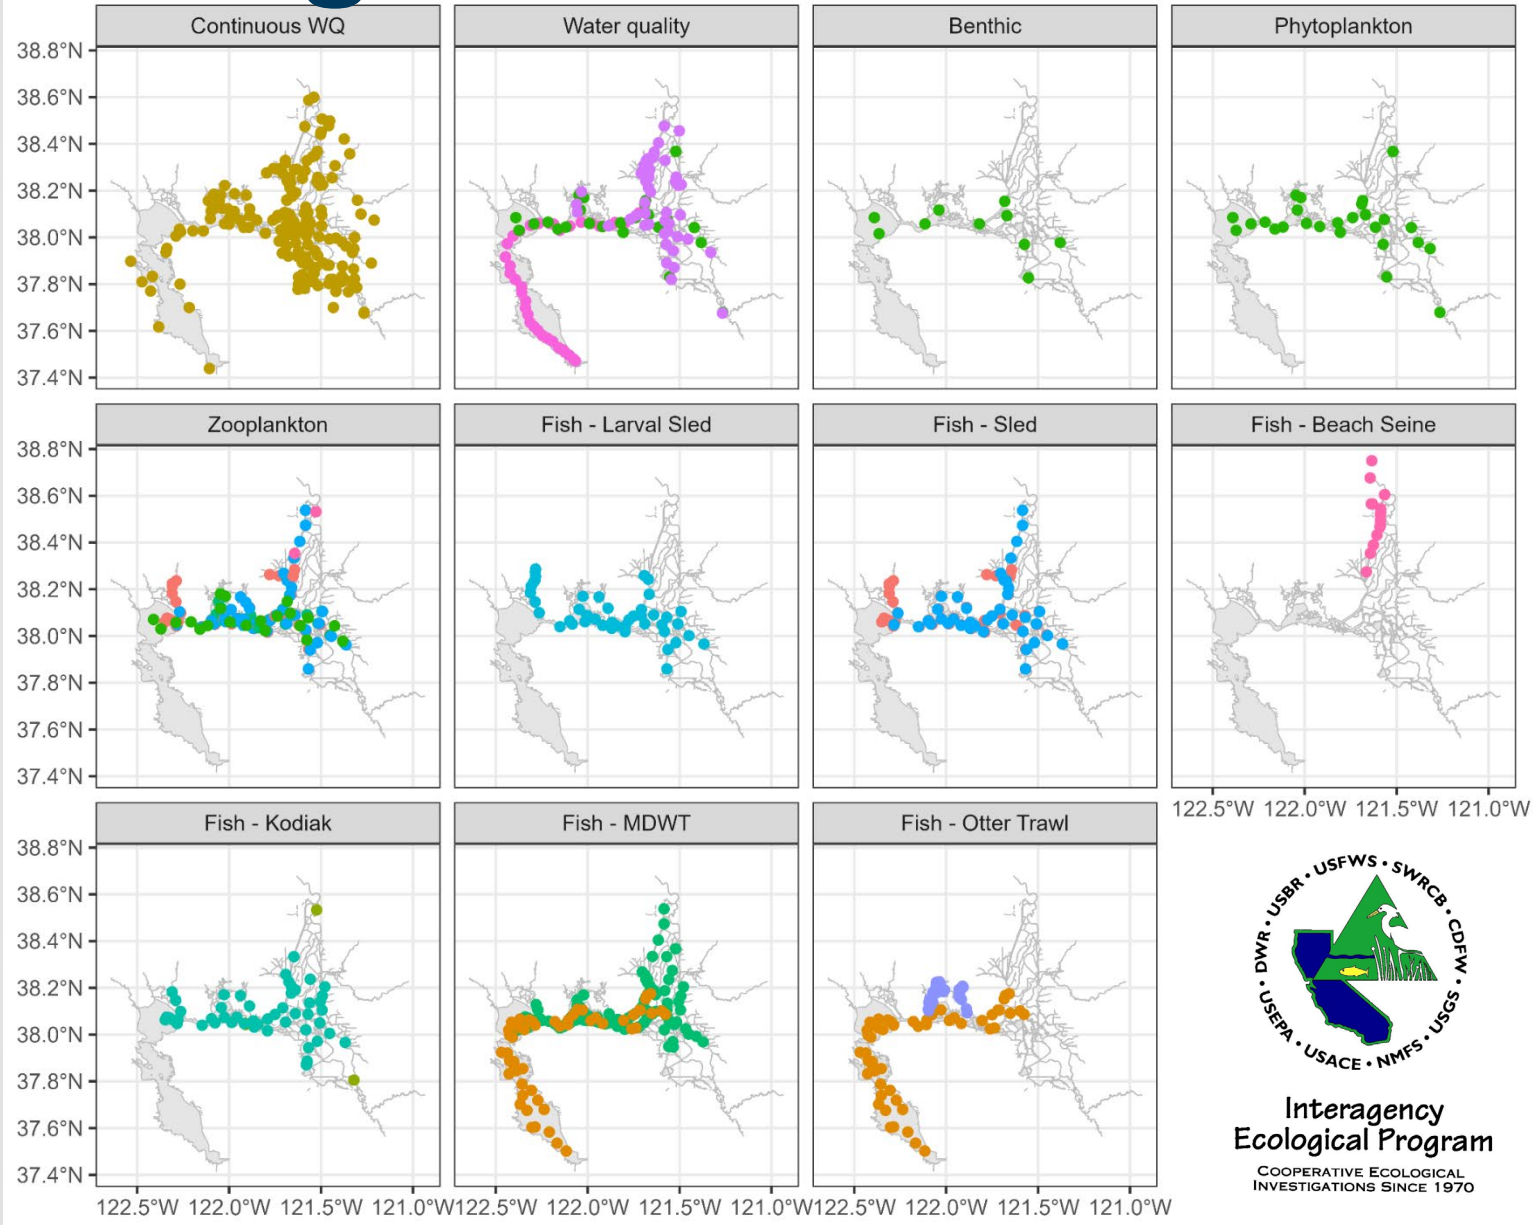 Continuous WQ
Water quality
Benthic
Phytoplankton
38.8°N
38.6°N
38.4°N
38.2°N
38.0°N
37.8°N
37.6°N
37.4°N
Zooplankton
Fish - Larval Sled
Fish - Sled
Fish - Beach Seine
38.8°N
38.6°N
38.4°N
38.2°N
38.0°N
37.8°N
37.6°N
37.4°N
122.5°W 122.0°W 121.5°W 121.0°W
Fish - Kodiak
Fish - MDWT
Fish - Otter Trawl
38.8°N
38.6°N
38.4°N
38.2°N
38.0°N
37.8°N
37.6°N
37.4°N
122.5°W 122.0°W 121.5°W 121.0°W
122.5°W 122.0°W 121.5°W 121.0°W
122.5°W 122.0°W 121.5°W 121.0°W
DWR • USBR • USFWS • SWRCB • CDFW • USGS • NMFS • USACE • USEPA •
Interagency
Ecological Program
COOPERATIVE ECOLOGICAL
INVESTIGATIONS SINCE 1970